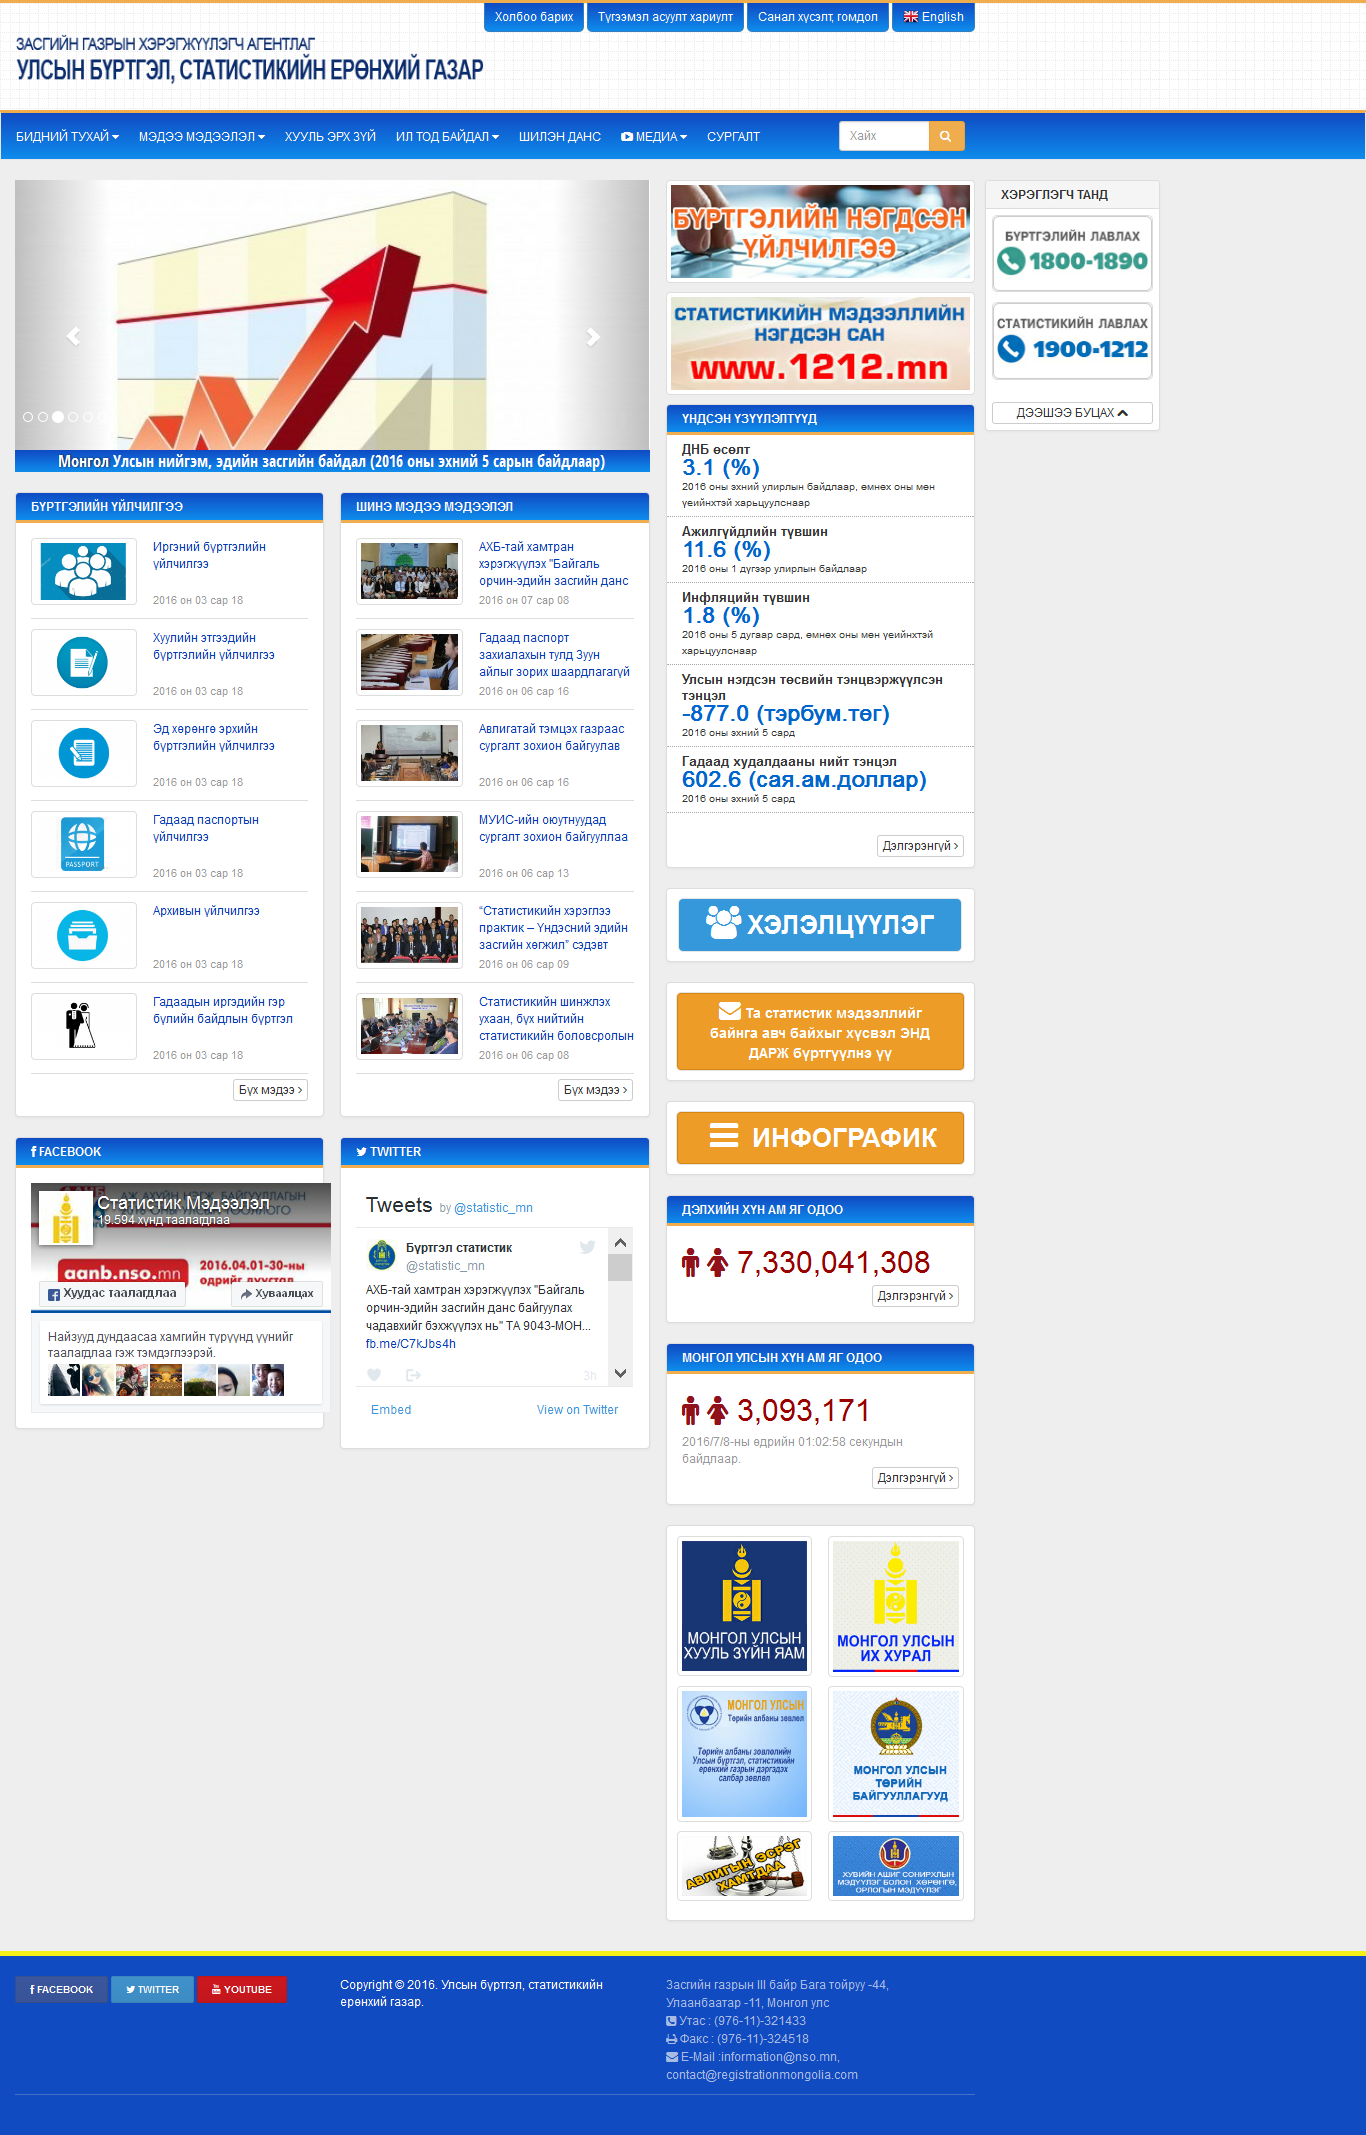 Холбоо барих
Түгээмэл асуулт хариулт
Санал хүсэлт, гомдол
English
ЗАСГИЙН ГАЗРЫН ХЭРЭГЖҮҮЛЭГЧ АГЕНТЛАГ
УЛСЫН БҮРТГЭЛ, СТАТИСТИКИЙН ЕРӨНХИЙ ГАЗАР
БИДНИЙ ТУХАЙ
МЭДЭЭ МЭДЭЭЛЭЛ
ХУУЛЬ ЭРХ ЗҮЙ
ИЛ ТОД БАЙДАЛ
ШИЛЭН ДАНС
МЕДИА
СУРГАЛТ
Хайх
Монгол Улсын нийгэм, эдийн засгийн байдал (2016 оны эхний 5 сарын байдлаар)
БҮРТГЭЛИЙН ҮЙЛЧИЛГЭЭ
Иргэний бүртгэлийн
үйлчилгээ
2016 он 03 сар 18
Хуулийн этгээдийн
бүртгэлийн үйлчилгээ
2016 он 03 сар 18
Эд хөрөнгө эрхийн
бүртгэлийн үйлчилгээ
2016 он 03 сар 18
PASSPORT
Гадаад паспортын
үйлчилгээ
2016 он 03 сар 18
Архивын үйлчилгээ
2016 он 03 сар 18
Гадаадын иргэдийн гэр
бүлийн байдлын бүртгэл
2016 он 03 сар 18
Бүх мэдээ
ШИНЭ МЭДЭЭ МЭДЭЭЛЭЛ
АХБ-тай хамтран
хэрэгжүүлэх "Байгаль
орчин-эдийн засгийн данс
2016 он 07 сар 08
Гадаад паспорт
захиалахын тулд Зуун
айлыг зорих шаардлагагүй
2016 он 06 сар 16
Авлигатай тэмцэх газраас
сургалт зохион байгуулав
2016 он 06 сар 16
МУИС-ийн оюутнуудад
сургалт зохион байгууллаа
2016 он 06 сар 13
“Статистикийн хэрэглээ
практик – Үндэсний эдийн
засгийн хөгжил” сэдэвт
2016 он 06 сар 09
Статистикийн шинжлэх
ухаан, бүх нийтийн
статистикийн боловсролын
2016 он 06 сар 08
Бүх мэдээ
FACEBOOK
Статистик Мэдээлэл
19.594 хүнд таалагдлаа
aanb.nso.mn
2016.04.01-30-ны
Хуудас таалагдлаа
Хуваалцах
Найзууд дундаасаа хамгийн түрүүнд үүнийг
таалагдлаа гэж тэмдэглээрэй.
TWITTER
Tweets by @statistic_mn
Бүртгэл статистик
@statistic_mn
АХБ-тай хамтран хэрэгжүүлэх "Байгаль
орчин-эдийн засгийн данс байгуулах
чадавхийг бэхжүүлэх нь" ТА 9043-МОН...
fb.me/C7kJbs4h
3h
Embed
View on Twitter
БҮРТГЭЛИЙН НЭГДСЭН
ҮЙЛЧИЛГЭЭ
СТАТИСТИКИЙН МЭДЭЭЛЛИЙН
НЭГДСЭН САН
www.1212.mn
ҮНДСЭН ҮЗҮҮЛЭЛТҮҮД
ДНБ өсөлт
3.1 (%)
2016 оны эхний улирлын байдлаар, өмнөх оны мөн
үеийнхтэй харьцуулснаар
Ажилгүйдлийн түвшин
11.6 (%)
2016 оны 1 дүгээр улирлын байдлаар
Инфляцийн түвшин
1.8 (%)
2016 оны 5 дугаар сард, өмнөх оны мөн үеийнхтэй
харьцуулснаар
Улсын нэгдсэн төсвийн тэнцвэржүүлсэн
тэнцэл
-877.0 (тэрбум.төг)
2016 оны эхний 5 сард
Гадаад худалдааны нийт тэнцэл
602.6 (сая.ам.доллар)
2016 оны эхний 5 сард
Дэлгэрэнгүй
ХЭЛЭЛЦҮҮЛЭГ
Та статистик мэдээллийг
байнга авч байхыг хүсвэл ЭНД
ДАРЖ бүртгүүлнэ үү
ИНФОГРАФИК
ДЭЛХИЙН ХҮН АМ ЯГ ОДОО
7,330,041,308
Дэлгэрэнгүй
МОНГОЛ УЛСЫН ХҮН АМ ЯГ ОДОО
3,093,171
2016/7/8-ны өдрийн 01:02:58 секундын
байдлаар.
Дэлгэрэнгүй
МОНГОЛ УЛСЫН
ХУУЛЬ ЗҮЙН ЯАМ
МОНГОЛ УЛСЫН
ИХ ХУРАЛ
МОНГОЛ УЛСЫН
Төрийн албаны зөвлөл
Төрийн албаны зөвлөлийн
Улсын бүртгэл, статистикийн
ерөнхий газрын дэргэдэх
салбар зөвлөл
МОНГОЛ УЛСЫН
ТӨРИЙН
БАЙГУУЛЛАГУУД
АВЛИГЫН ЭСРЭГ
ХАМТДАА
ХУВИЙН АШИГ СОНИРХЛЫН
МЭДҮҮЛЭГ БОЛОН ХӨРӨНГӨ,
ОРЛОГЫН МЭДҮҮЛЭГ
ХЭРЭГЛЭГЧ ТАНД
БҮРТГЭЛИЙН ЛАВЛАХ
1800-1890
СТАТИСТИКИЙН ЛАВЛАХ
1900-1212
ДЭЭШЭЭ БУЦАХ
FACEBOOK
TWITTER
YOUTUBE
Copyright © 2016. Улсын бүртгэл, статистикийн
ерөнхий газар.
Засгийн газрын III байр Бага тойруу -44,
Улаанбаатар -11, Монгол улс
Утас : (976-11)-321433
Факс : (976-11)-324518
E-Mail :information@nso.mn,
contact@registrationmongolia.com